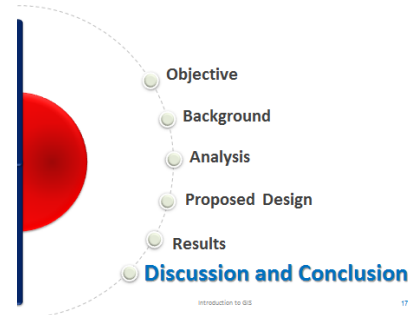 Objective
Background
Analysis
Proposed Design
Results
Discussion and Conclusion
Introduction to GIS
17